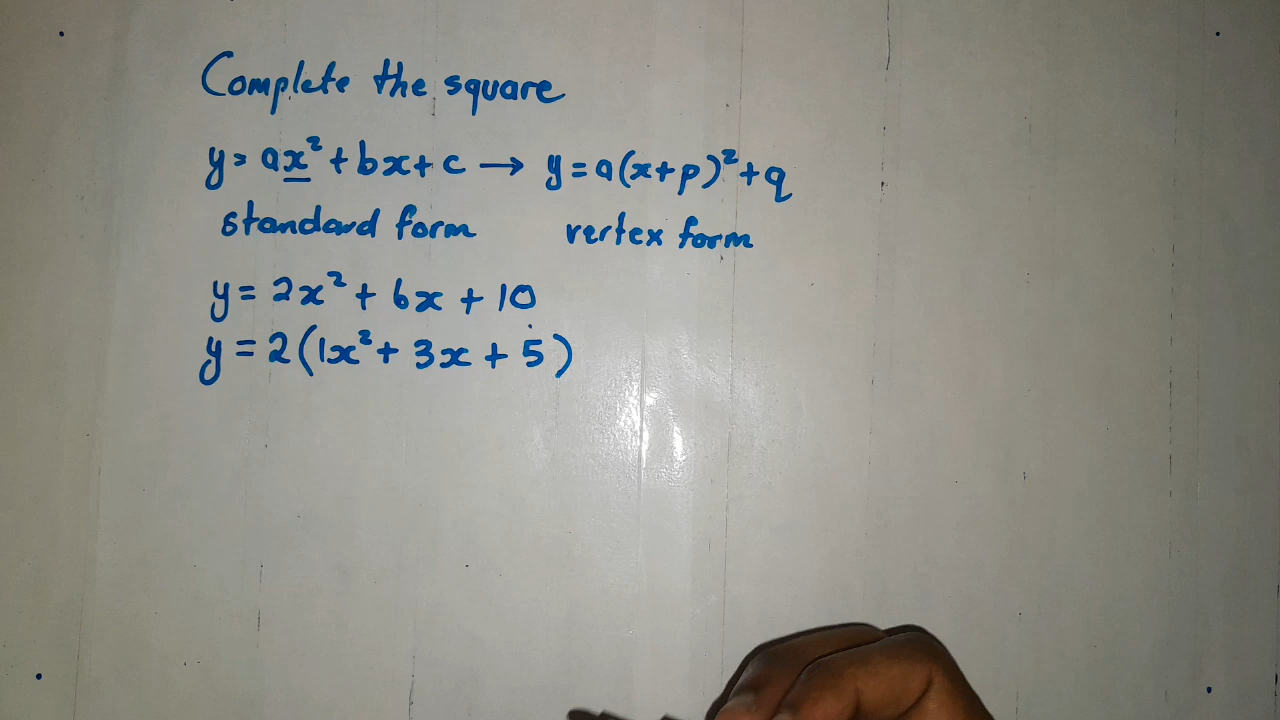 Complete the square
y = ax² + bx + c → y = a(x+p)² + q
standard form vertex form
y = 2x² + 6x + 10
y = 2(1x² + 3x + 5)